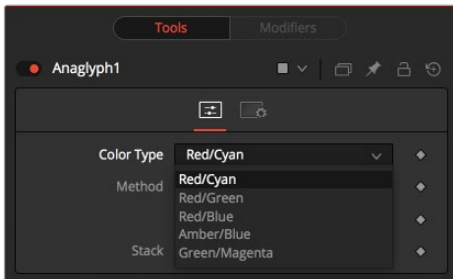 Tools Modifiers
Anaglyph1
Color Type Red/Cyan
Red/Cyan
Method Red/Green
Red/Blue
Amber/Blue
Stack Green/Magenta